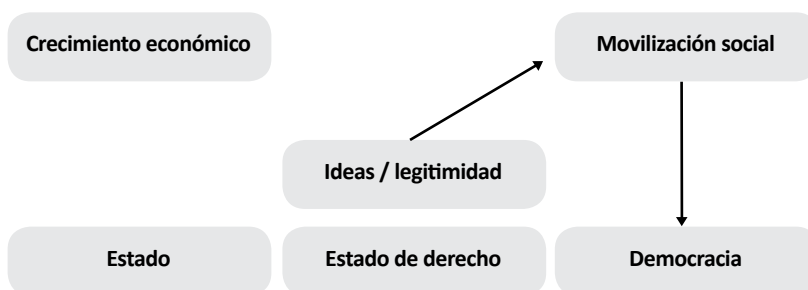 Crecimiento económico
Movilización social
Ideas / legitimidad
Estado
Estado de derecho
Democracia